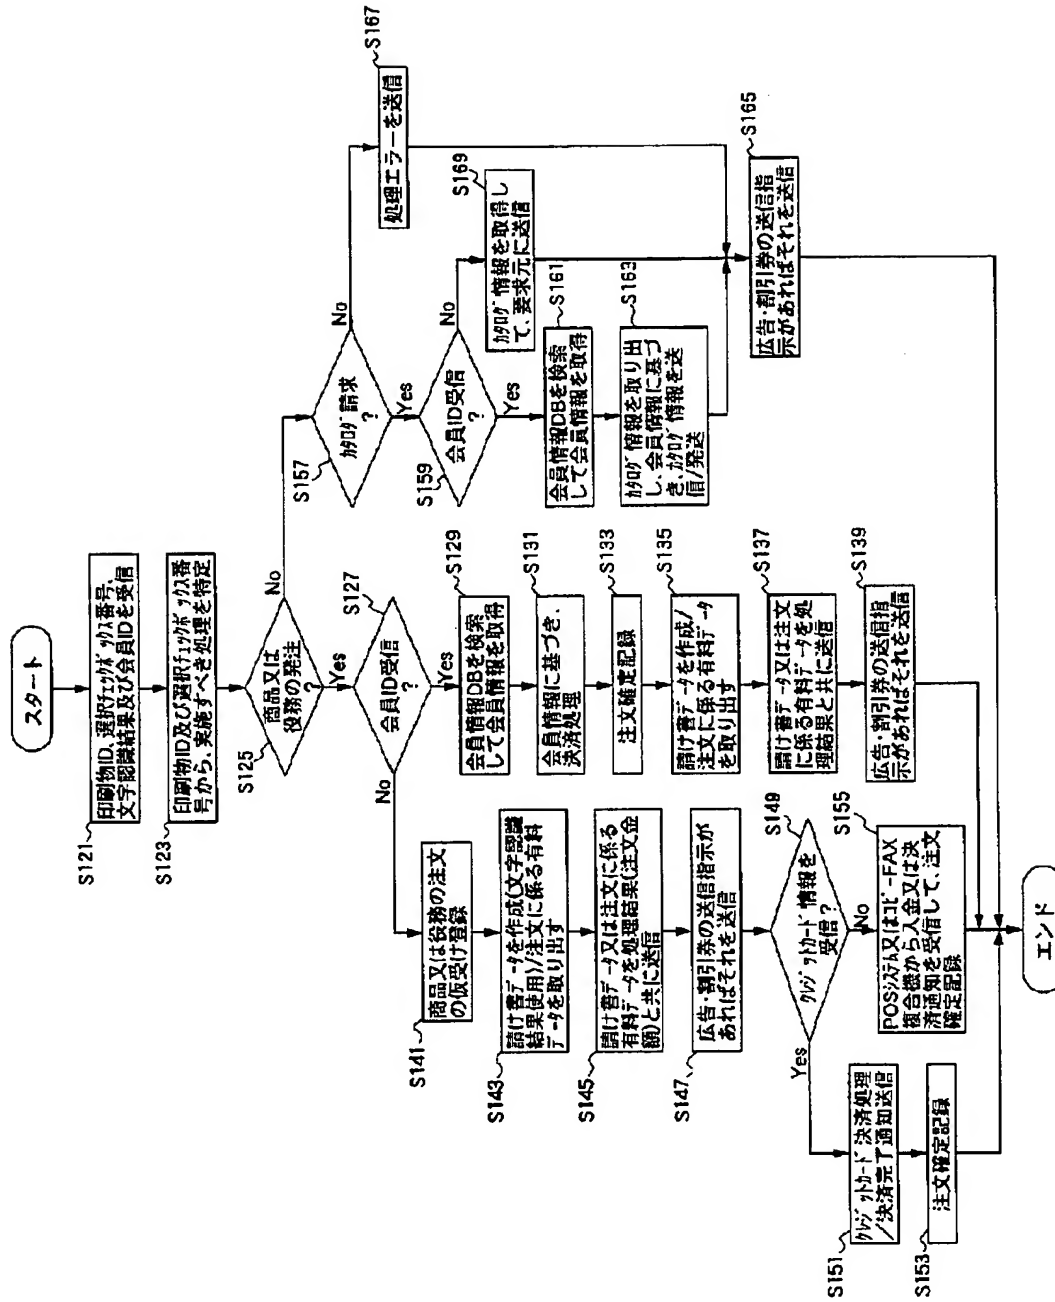 スタート
S121
印刷物ID、選択ﾁｪｯｸﾎﾞｯｸｽ番号、
文字認識結果及び会員IDを受信
S123
印刷物ID及び選択ﾁｪｯｸﾎﾞｯｸｽ番
号から、実施すべき処理を特定
S125
商品又は
役務の発注
?
No
Yes
S127
会員ID受信
?
No
Yes
S129
会員情報DBを検索
して会員情報を取得
S131
会員情報に基づき、
決済処理
S133
注文確定記録
S135
請け書データを作成/
注文に係る有料データ
を取り出す
S137
請け書データ又は注文
に係る有料データを処
理結果と共に送信
S139
広告・割引券の送信指
示があればそれを送信
S141
商品又は役務の注文
の仮受け登録
S143
請け書データを作成(文字認識
結果使用)/注文に係る有料
データを取り出す
S145
請け書データ又は注文に係る
有料データを処理結果(注文金
額)と共に送信
S147
広告・割引券の送信指示が
あればそれを送信
S149
ｸﾚｼﾞｯﾄｶｰﾄﾞ情報を
受信?
Yes
No
S151
ｸﾚｼﾞｯﾄｶｰﾄﾞ決済処理
/決済完了通知送信
S153
注文確定記録
S155
POSｼｽﾃﾑ又はｺﾋﾟｰFAX
複合機から入金又は決
済通知を受信して、注文
確定記録
S157
ｶﾀﾛｸﾞ請求
?
No
Yes
S159
会員ID受信
?
No
Yes
S161
会員情報DBを検索
して会員情報を取得
S163
ｶﾀﾛｸﾞ情報を取り出
し、会員情報に基づ
き、ｶﾀﾛｸﾞ情報を送
信/発送
S167
処理エラーを送信
S169
ｶﾀﾛｸﾞ情報を取得し
て、要求元に送信
S165
広告・割引券の送信指
示があればそれを送信
エンド